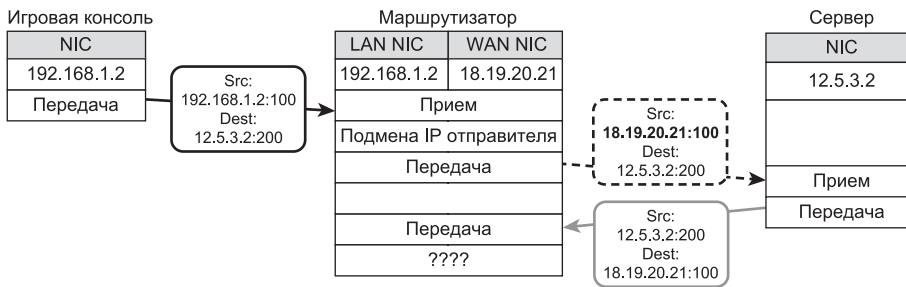 Игровая консоль
NIC
192.168.1.2
Передача
Src:
192.168.1.2:100
Dest:
12.5.3.2:200
Маршрутизатор
LAN NIC
WAN NIC
192.168.1.2
18.19.20.21
Прием
Подмена IP отправителя
Передача
Передача
????
Src:
18.19.20.21:100
Dest:
12.5.3.2:200
Src:
12.5.3.2:200
Dest:
18.19.20.21:100
Сервер
NIC
12.5.3.2
Прием
Передача